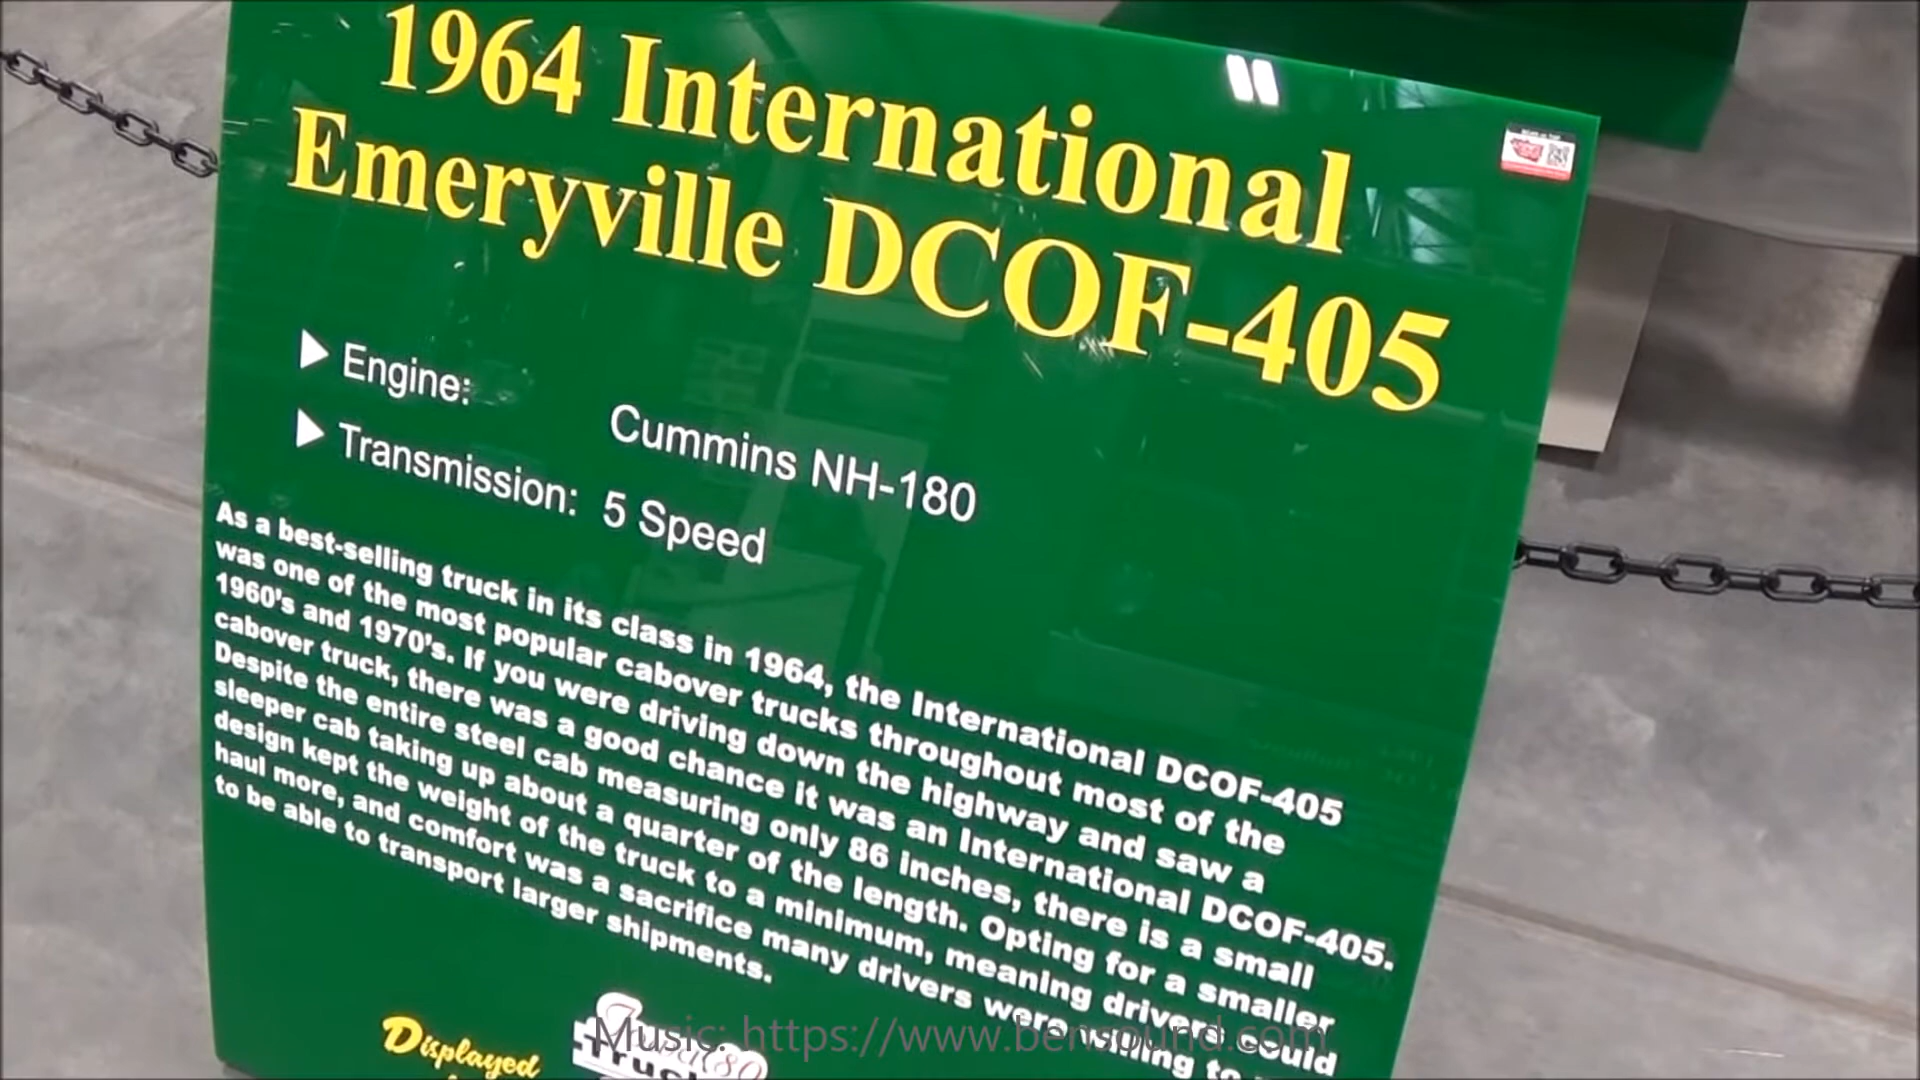 1964 International
Emeryville DCOF-405
Engine: Cummins NH-180
Transmission: 5 Speed
As a best-selling truck in its class in 1964, the International DCOF-405
was one of the most popular cabover trucks throughout most of the
1960's and 1970's. If you were driving down the highway and saw a
cabover truck, there was a good chance it was an International DCOF-405.
Despite the entire steel cab measuring only 86 inches, there is a small
sleeper cab taking up about a quarter of the length. Opting for a smaller
design kept the weight of the truck to a minimum, meaning drivers could
haul more, and comfort was a sacrifice many drivers were willing to
to be able to transport larger shipments.
Displayed
Music: https://www.bensound.com